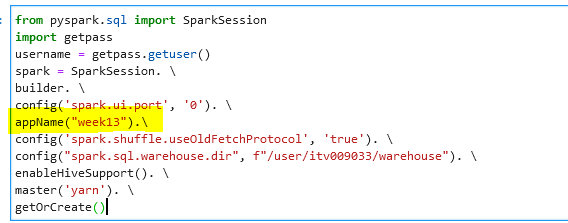 from pyspark.sql import SparkSession
import getpass
username = getpass.getuser()
spark = SparkSession. \
builder. \
config('spark.ui.port', '0'). \
appName("week13").\
config('spark.shuffle.useOldFetchProtocol', 'true'). \
config("spark.sql.warehouse.dir", f"/user/itv009033/warehouse"). \
enableHiveSupport(). \
master('yarn'). \
getOrCreate()